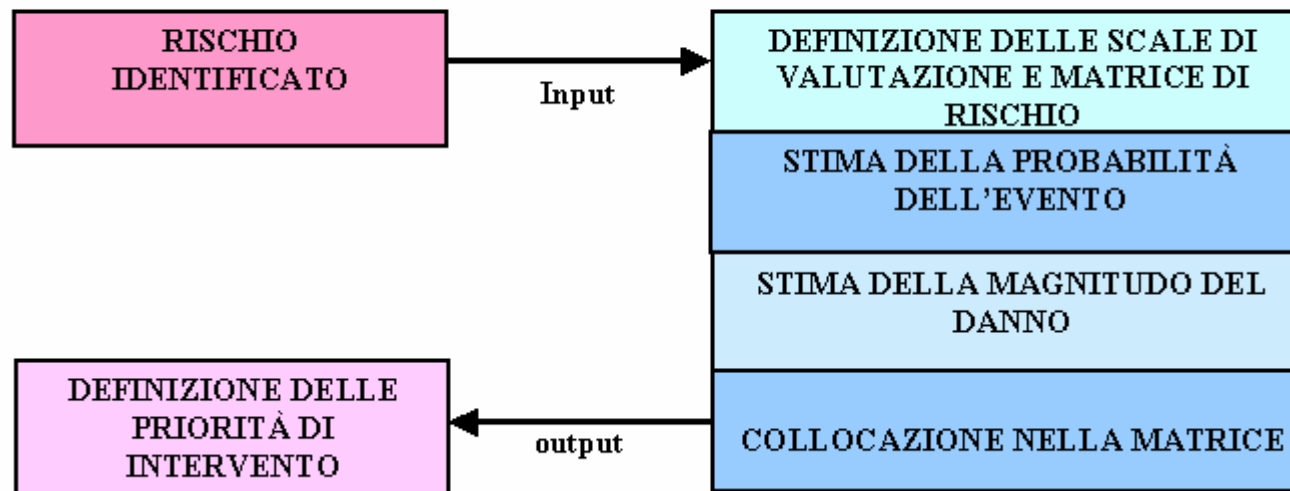 RISCHIO
IDENTIFICATO
Input
DEFINIZIONE DELLE SCALE DI
VALUTAZIONE E MATRICE DI
RISCHIO
STIMA DELLA PROBABILITÀ
DELL'EVENTO
STIMA DELLA MAGNITUDO DEL
DANNO
COLLOCAZIONE NELLA MATRICE
output
DEFINIZIONE DELLE
PRIORITÀ DI
INTERVENTO